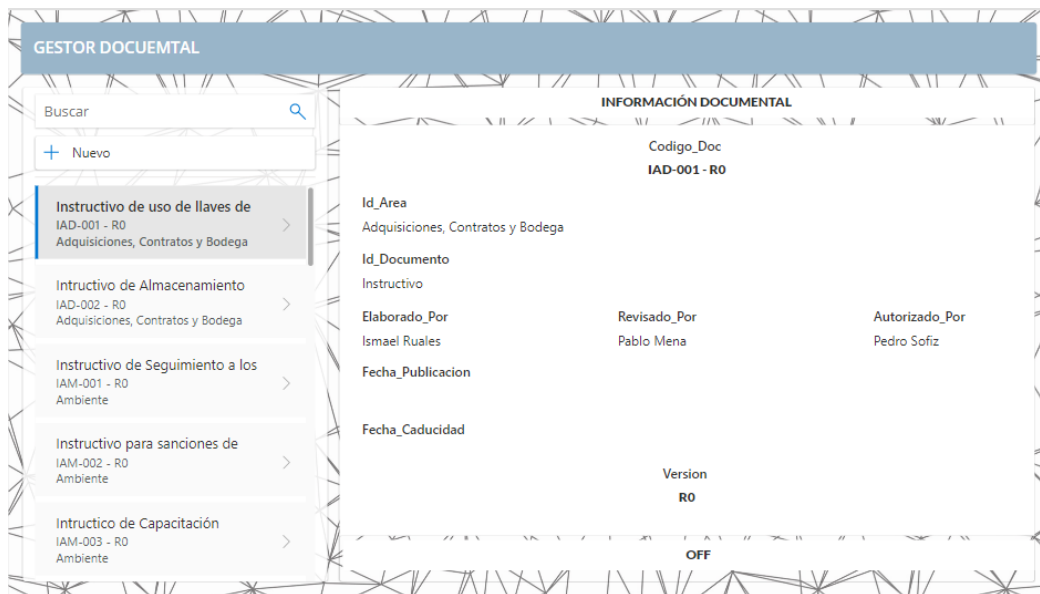 GESTOR DOCUEMTAL
Buscar
Nuevo
Instructivo de uso de llaves de
IAD-001 - R0
Adquisiciones, Contratos y Bodega
Intructivo de Almacenamiento
IAD-002 - R0
Adquisiciones, Contratos y Bodega
Instructivo de Seguimiento a los
IAM-001 - R0
Ambiente
Instructivo para sanciones de
IAM-002 - R0
Ambiente
Intructico de Capacitación
IAM-003 - R0
Ambiente
INFORMACIÓN DOCUMENTAL
Codigo_Doc
IAD-001 - R0
Id_Area
Adquisiciones, Contratos y Bodega
Id_Documento
Instructivo
Elaborado_Por Revisado_Por Autorizado_Por
Ismael Ruales Pablo Mena Pedro Sofiz
Fecha_Publicacion
Fecha_Caducidad
Version
R0
OFF